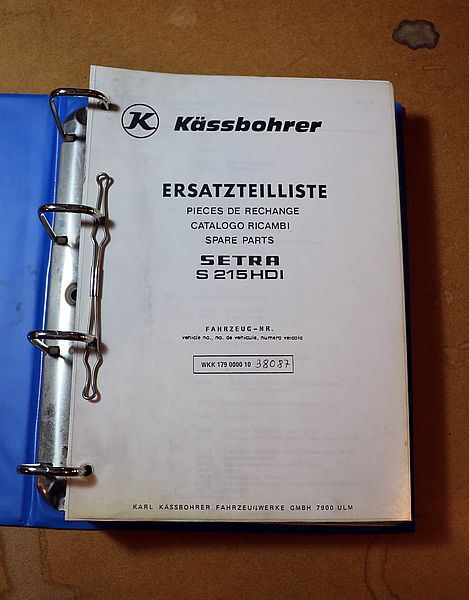 K Kässbohrer
ERSATZTEILLISTE
PIECES DE RECHANGE
CATALOGO RICAMBI
SPARE PARTS
SETRA
S 215 HDI
FAHRZEUG-NR.
vehicle no., no. de vehicule, numero veicolo
WKK 179 0000 10 38087
KARL KÄSSBOHRER FAHRZEUGWERKE GMBH 7900 ULM